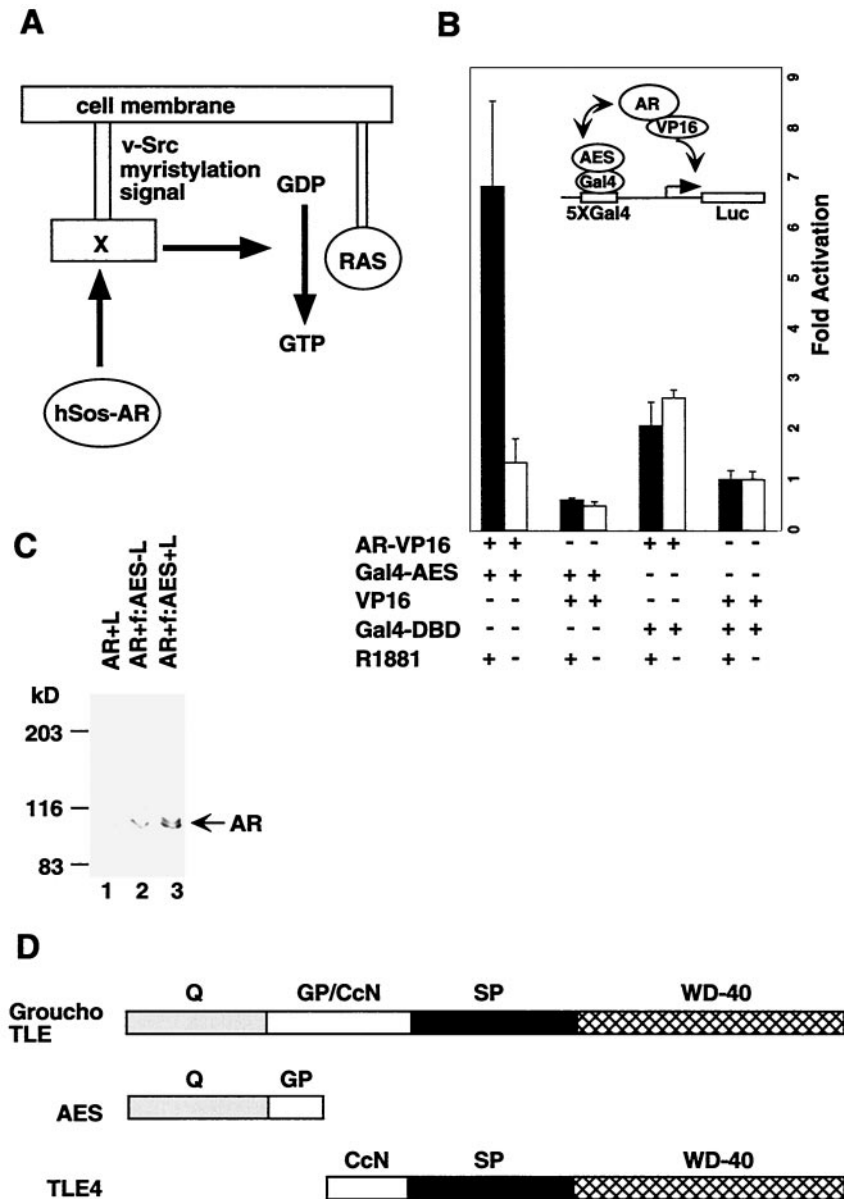 A
cell membrane
v-Src
myristylation
signal
GDP
X
RAS
GTP
hSos-AR
B
AR
VP16
AES
Gal4
5XGal4
Luc
9
8
7
6
5
4
3
2
1
0
Fold Activation
AR-VP16 + + - - + + - -
Gal4-AES + + + + - - - -
VP16 - - + + - - + +
Gal4-DBD - - - - + + + +
R1881 + - + - + - + -
C
AR+L
AR+f:AES-L
AR+f:AES+L
kD
203
116
83
AR
1 2 3
D
Q GP/CcN SP WD-40
Groucho
TLE
Q GP
AES
CcN SP WD-40
TLE4